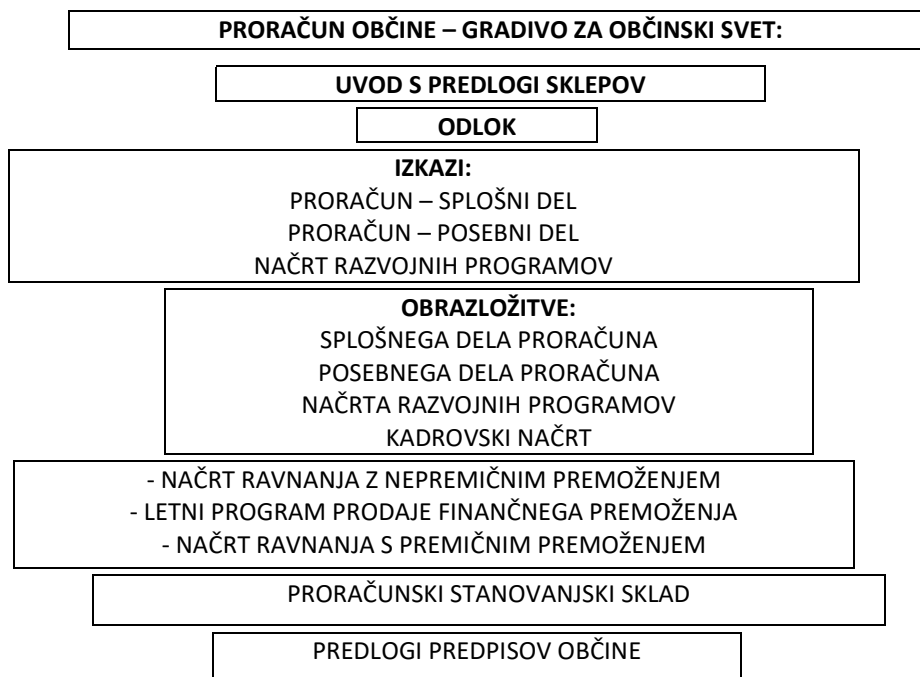 PRORAČUN OBČINE – GRADIVO ZA OBČINSKI SVET:
UVOD S PREDLOGI SKLEPOV
ODLOK
IZKAZI:
PRORAČUN – SPLOŠNI DEL
PRORAČUN – POSEBNI DEL
NAČRT RAZVOJNIH PROGRAMOV
OBRAZLOŽITVE:
SPLOŠNEGA DELA PRORAČUNA
POSEBNEGA DELA PRORAČUNA
NAČRTA RAZVOJNIH PROGRAMOV
KADROVSKI NAČRT
- NAČRT RAVNANJA Z NEPREMIČNIM PREMOŽENJEM
- LETNI PROGRAM PRODAJE FINANČNEGA PREMOŽENJA
- NAČRT RAVNANJA S PREMIČNIM PREMOŽENJEM
PRORAČUNSKI STANOVANJSKI SKLAD
PREDLOGI PREDPISOV OBČINE